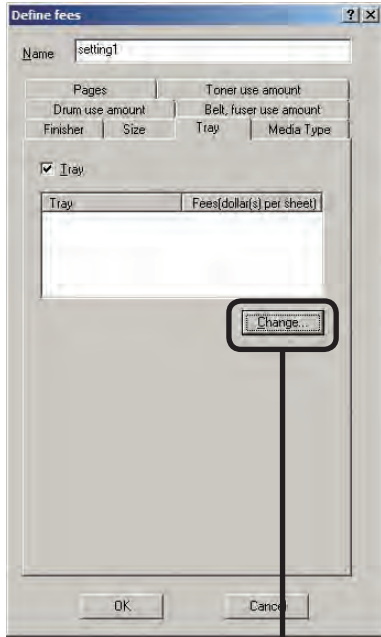 Define fees
Name setting1
Pages Toner use amount
Drum use amount Belt, fuser use amount
Finisher Size Tray Media Type
Tray
Tray Fees(dollar(s) per sheet)
Change...
OK Cancel